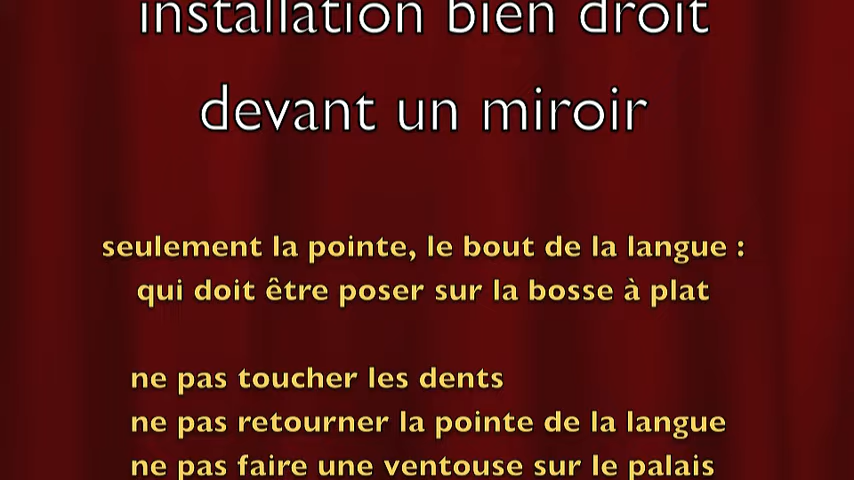 installation bien droit
devant un miroir
seulement la pointe, le bout de la langue :
qui doit être poser sur la bosse à plat
ne pas toucher les dents
ne pas retourner la pointe de la langue
ne pas faire une ventouse sur le palais